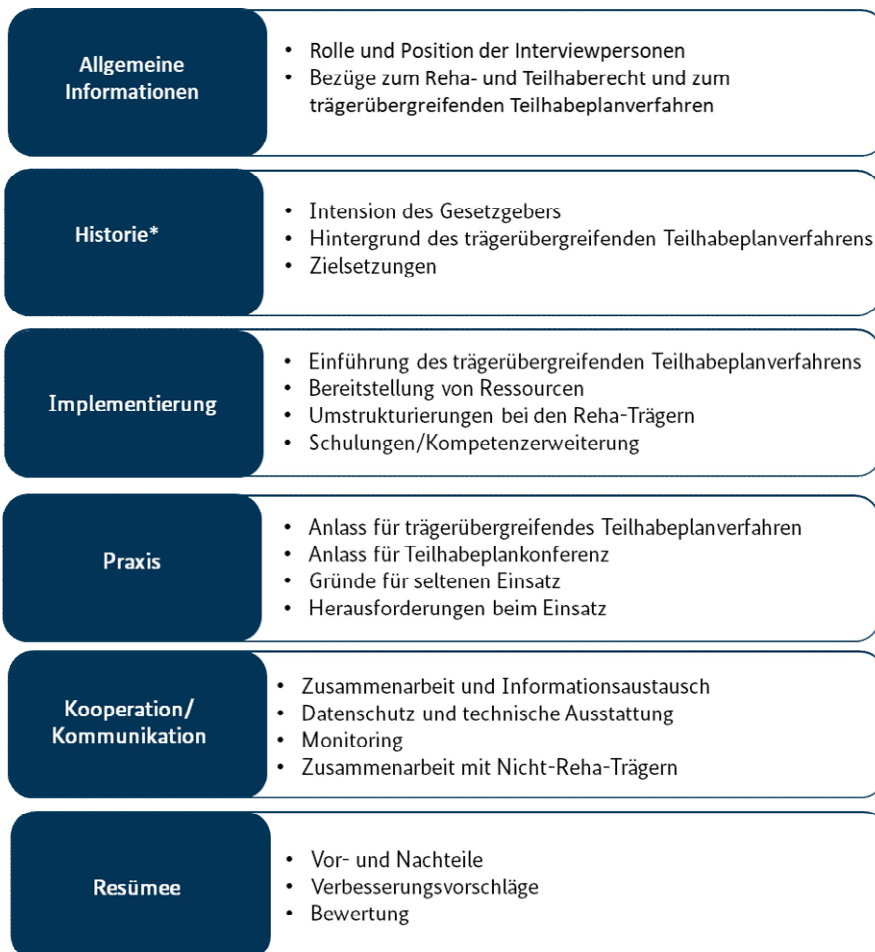 Allgemeine
Informationen
• Rolle und Position der Interviewpersonen
• Bezüge zum Reha- und Teilhaberecht und zum
trägerübergreifenden Teilhabeplanverfahren
Historie*
• Intension des Gesetzgebers
• Hintergrund des trägerübergreifenden Teilhabeplanverfahrens
• Zielsetzungen
Implementierung
• Einführung des trägerübergreifenden Teilhabeplanverfahrens
• Bereitstellung von Ressourcen
• Umstrukturierungen bei den Reha-Trägern
• Schulungen/Kompetenzerweiterung
Praxis
• Anlass für trägerübergreifendes Teilhabeplanverfahren
• Anlass für Teilhabeplankonferenz
• Gründe für seltenen Einsatz
• Herausforderungen beim Einsatz
Kooperation/
Kommunikation
• Zusammenarbeit und Informationsaustausch
• Datenschutz und technische Ausstattung
• Monitoring
• Zusammenarbeit mit Nicht-Reha-Trägern
Resümee
• Vor- und Nachteile
• Verbesserungsvorschläge
• Bewertung